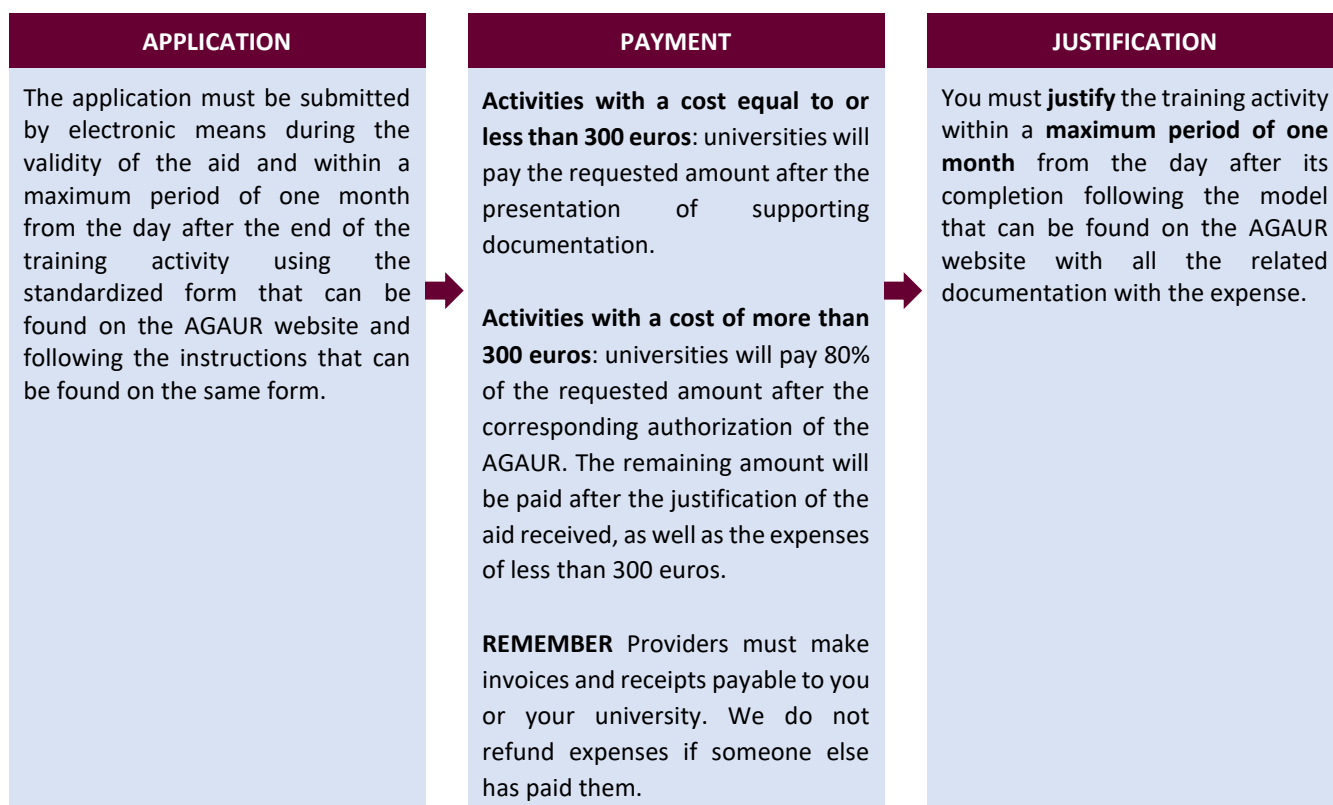 APPLICATION
The application must be submitted
by electronic means during the
validity of the aid and within a
maximum period of one month
from the day after the end of the
training activity using the
standardized form that can be
found on the AGAUR website and
following the instructions that can
be found on the same form.
PAYMENT
Activities with a cost equal to or
less than 300 euros: universities will
pay the requested amount after the
presentation of supporting
documentation.
Activities with a cost of more than
300 euros: universities will pay 80%
of the requested amount after the
corresponding authorization of the
AGAUR. The remaining amount will
be paid after the justification of the
aid received, as well as the expenses
of less than 300 euros.
REMEMBER Providers must make
invoices and receipts payable to you
or your university. We do not
refund expenses if someone else
has paid them.
JUSTIFICATION
You must justify the training activity
within a maximum period of one
month from the day after its
completion following the model
that can be found on the AGAUR
website with all the related
documentation with the expense.